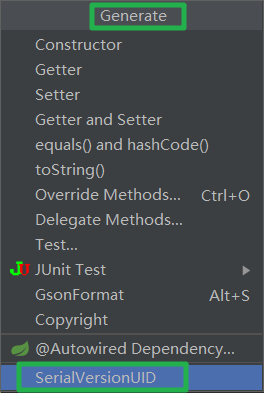 Generate
Constructor
Getter
Setter
Getter and Setter
equals() and hashCode()
toString()
Override Methods... Ctrl+O
Delegate Methods...
Test...
JUnit Test
GsonFormat Alt+S
Copyright
@Autowired Dependency...
SerialVersionUID